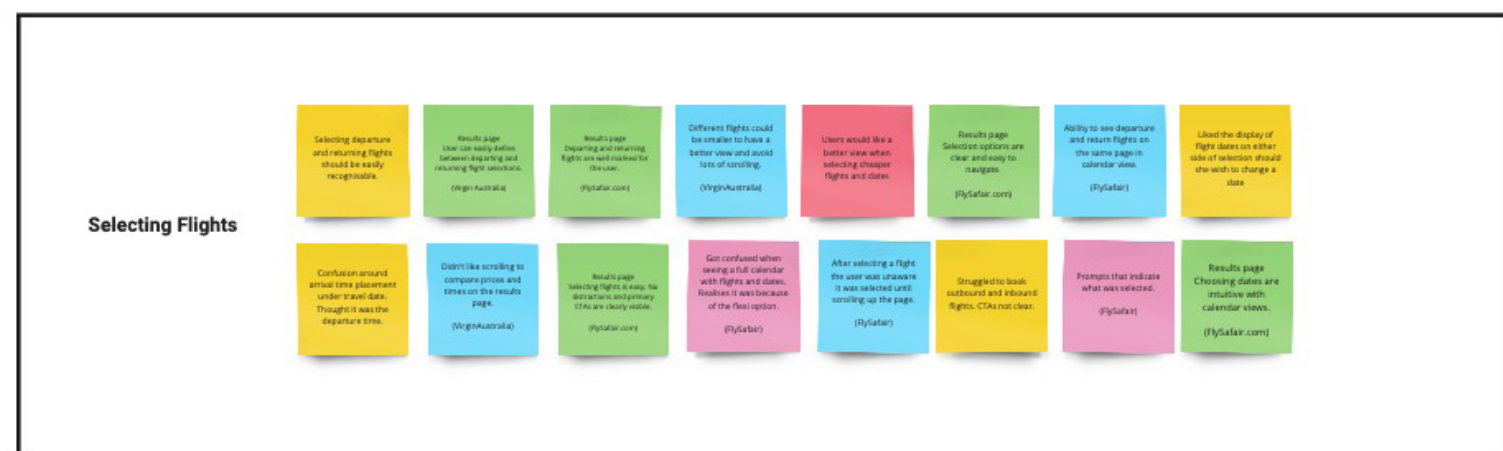 Selecting Flights
Selecting departure
and returning flights
should be easily
recognisable.
Results page
User can easily define
between departing and
returning flight selections.
(Virgin Australia)
Results page
Departing and returning
flights are well marked for
the user.
(FlySafair.com)
Different flights could
be smaller to have a
better view and avoid
lots of scrolling.
(VirginAustralia)
Users would like a
better view when
selecting cheaper
flights and dates
Results page
Selection options are
clear and easy to
navigate.
(FlySafair.com)
Ability to see departure
and return flights on
the same page in
calendar view.
(FlySafair)
Liked the display of
flight dates on either
side of selection should
she wish to change a
date
Confusion around
arrival time placement
under travel date.
Thought it was the
departure time.
Didn't like scrolling to
compare prices and
times on the results
page.
(VirginAustralia)
Results page
Selecting flights is easy. No
distractions and primary
CTAs are clearly visible.
(FlySafair.com)
Got confused when
seeing a full calendar
with flights and dates.
Realises it was because
of the flexi option.
(FlySafair)
After selecting a flight
the user was unaware
it was selected until
scrolling up the page.
(FlySafair)
Struggled to book
outbound and inbound
flights. CTAs not clear.
Prompts that indicate
what was selected.
(FlySafair)
Results page
Choosing dates are
intuitive with
calendar views.
(FlySafair.com)